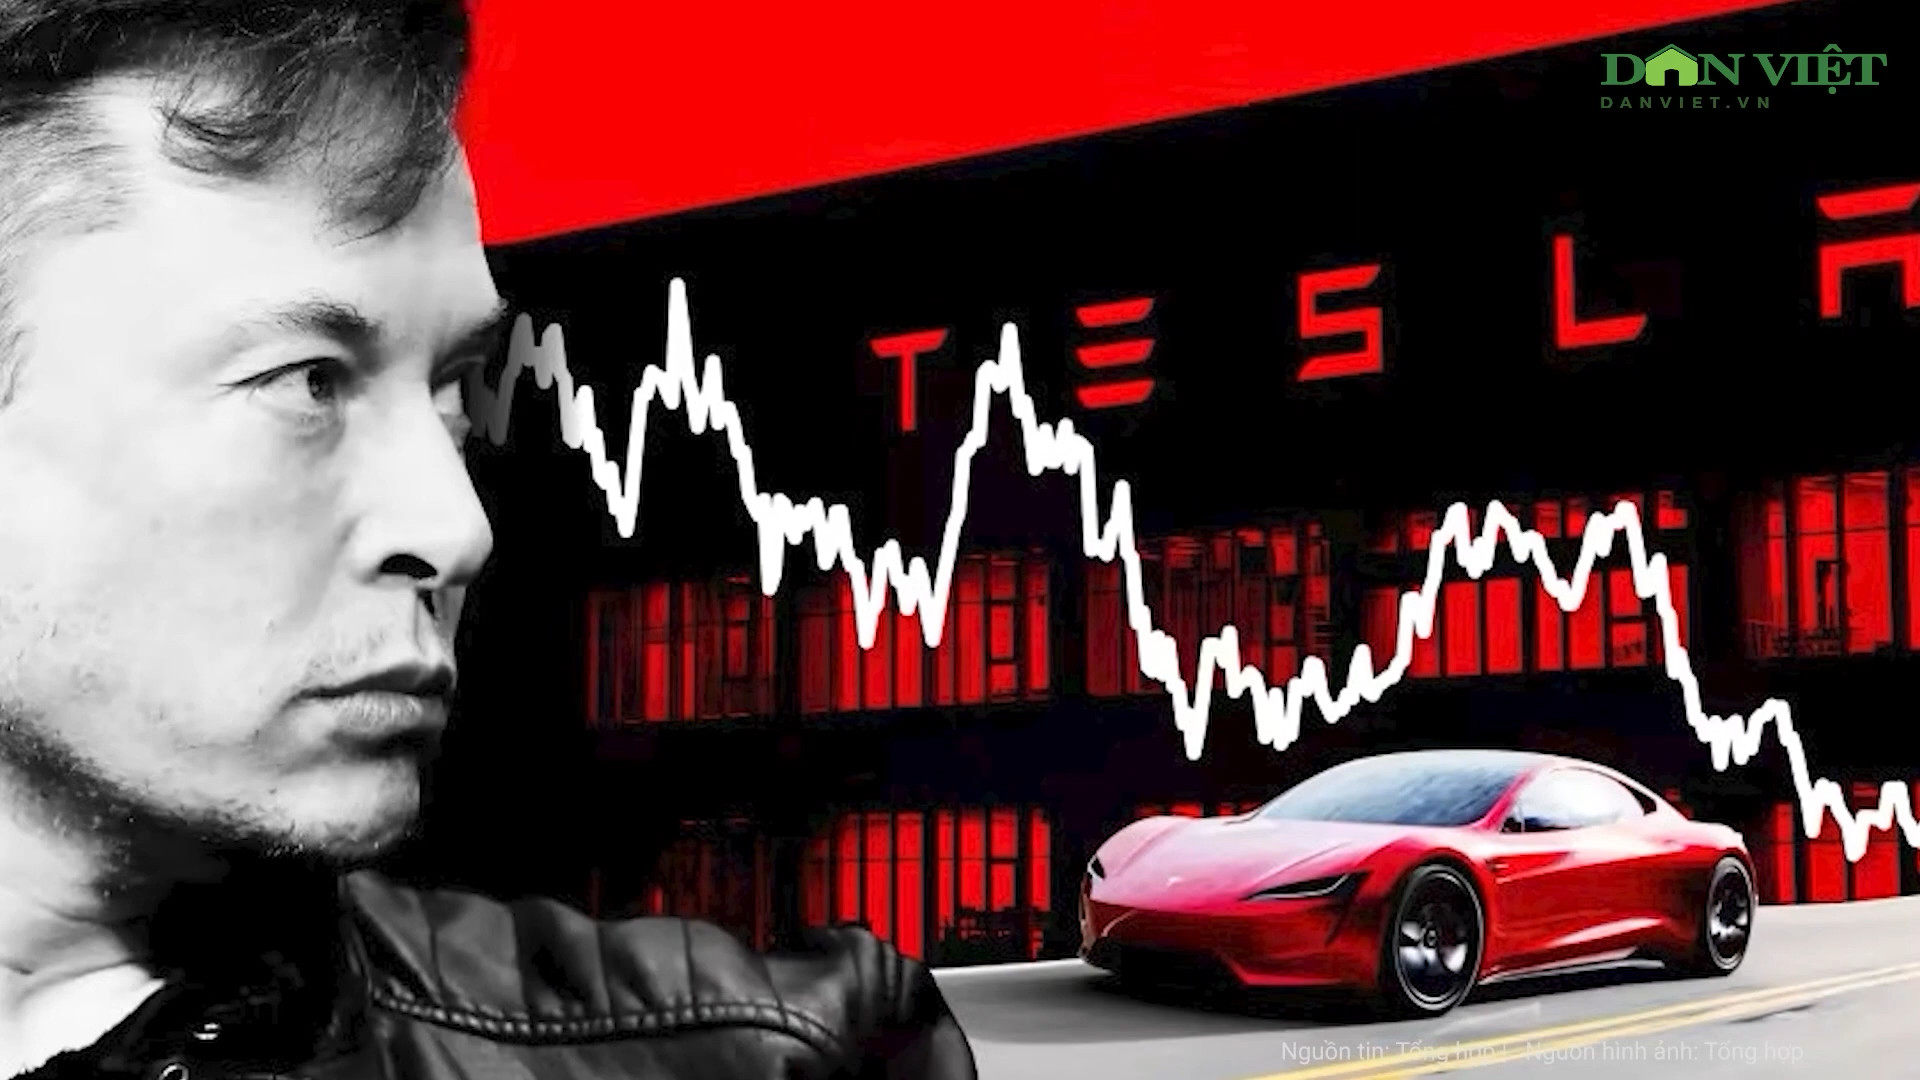 DÂN VIỆT
DANVIET.VN
TESLA
Nguồn tin: Tổng hợp | Nguồn hình ảnh: Tổng hợp